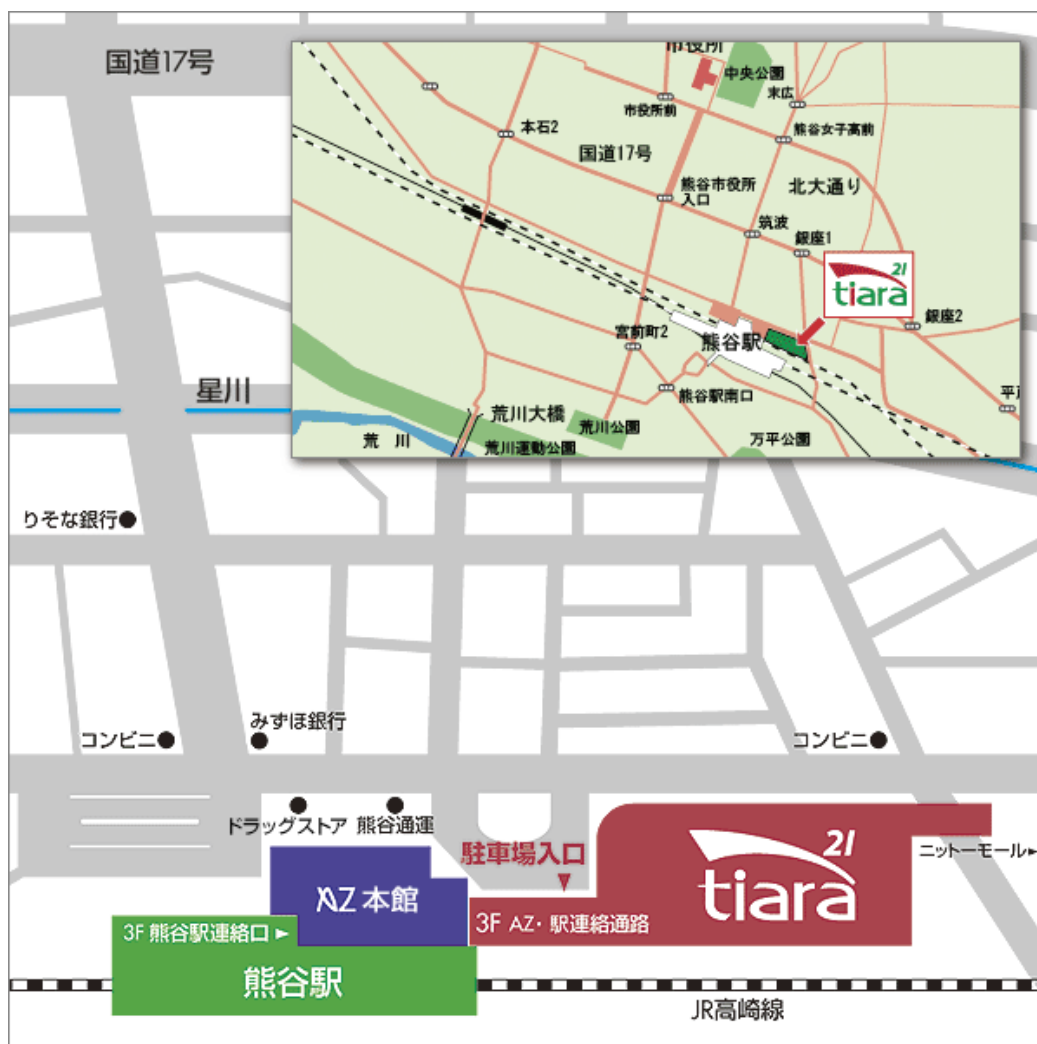 国道17号
市役所
中央公園
末広
市役所前
本石2
熊谷女子高前
国道17号
熊谷市役所
入口
北大通り
筑波
銀座1
21
tiara
銀座2
宮前町2
熊谷駅
熊谷駅南口
荒川大橋
荒川公園
荒 川
荒川運動公園
万平公園
星川
りそな銀行
みずほ銀行
コンビニ
コンビニ
ドラッグストア
熊谷通運
駐車場入口
21
tiara
ニットーモール
AZ 本館
3F AZ・駅連絡通路
3F 熊谷駅連絡口
熊谷駅
JR高崎線